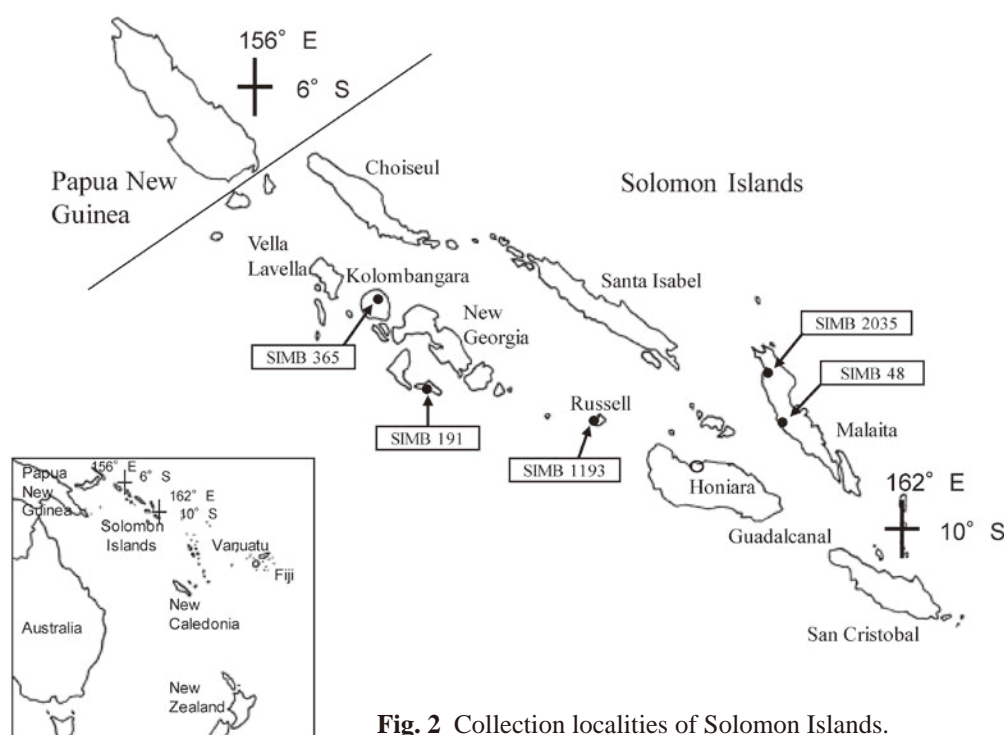 156° E
6° S
Papua New
Guinea
Choiseul
Solomon Islands
Vella
Lavella
Kolombangara
Santa Isabel
New
Georgia
SIMB 365
SIMB 2035
SIMB 48
SIMB 191
Russell
SIMB 1193
Malaita
Honiara
162° E
10° S
Guadalcanal
San Cristobal
156° E
6° S
Papua
New
Guinea
162° E
10° S
Solomon
Islands
Vanuatu
Fiji
New
Caledonia
Australia
New
Zealand
Fig. 2 Collection localities of Solomon Islands.